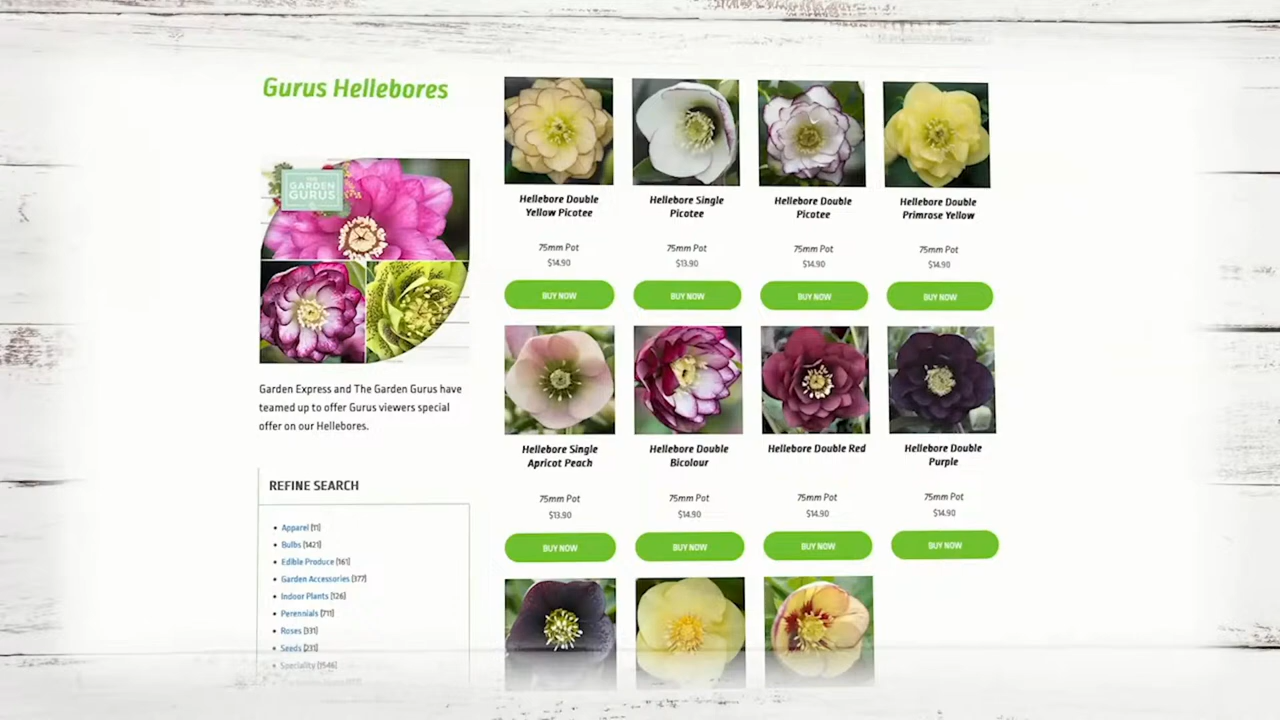 Gurus Hellebores
THE
GARDEN
GURUS
Garden Express and The Garden Gurus have
teamed up to offer Gurus viewers special
offer on our Hellebores.
REFINE SEARCH
Apparel (11)
Bulbs (1421)
Edible Produce (161)
Garden Accessories (377)
Indoor Plants (126)
Perennials (711)
Roses (331)
Seeds (231)
Speciality (1546)
Hellebore Double
Yellow Picotee
75mm Pot
$14.90
BUY NOW
Hellebore Single
Picotee
75mm Pot
$13.90
BUY NOW
Hellebore Double
Picotee
75mm Pot
$14.90
BUY NOW
Hellebore Double
Primrose Yellow
75mm Pot
$14.90
BUY NOW
Hellebore Single
Apricot Peach
75mm Pot
$13.90
BUY NOW
Hellebore Double
Bicolour
75mm Pot
$14.90
BUY NOW
Hellebore Double Red
75mm Pot
$14.90
BUY NOW
Hellebore Double
Purple
75mm Pot
$14.90
BUY NOW